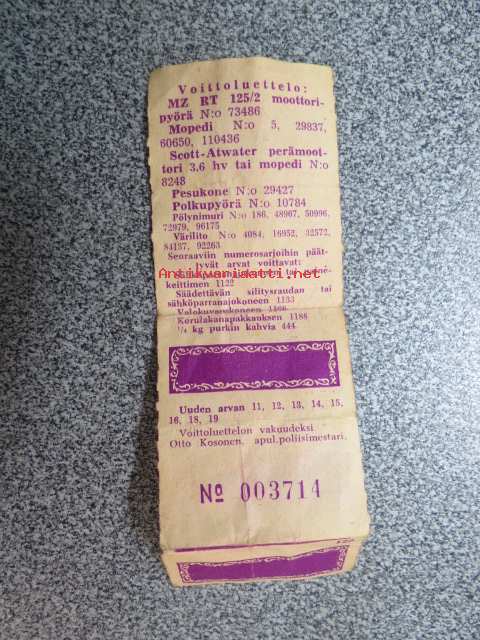 Voittoluettelo:
MZ RT 125/2 moottori-
pyörä N:o 73486
Mopedi N:o 5, 29837,
60650, 110436
Scott-Atwater perämoot-
tori 3.6 hv tai mopedi N:o
8248
Pesukone N:o 29427
Polkupyörä N:o 10784
Pölynimuri N:o 186, 48967, 50996,
72979, 96175
Värilito N:o 4084, 16952, 32572,
84137, 92263
Seuraaviin numerosarjoihin päät-
tyvät arvat voittavat:
Antikvariaatti.net
keittimen 1122
Säädettävän silitysraudan tai
sähköparranajokoneen 1133
Valokuvauskoneen 1166
Korulakanapakkauksen 1188
¼ kg purkin kahvia 444
Uuden arvan 11, 12, 13, 14, 15,
16, 18, 19
Voittoluettelon vakuudeksi
Otto Kosonen, apul.poliisimestari.
№ 003714